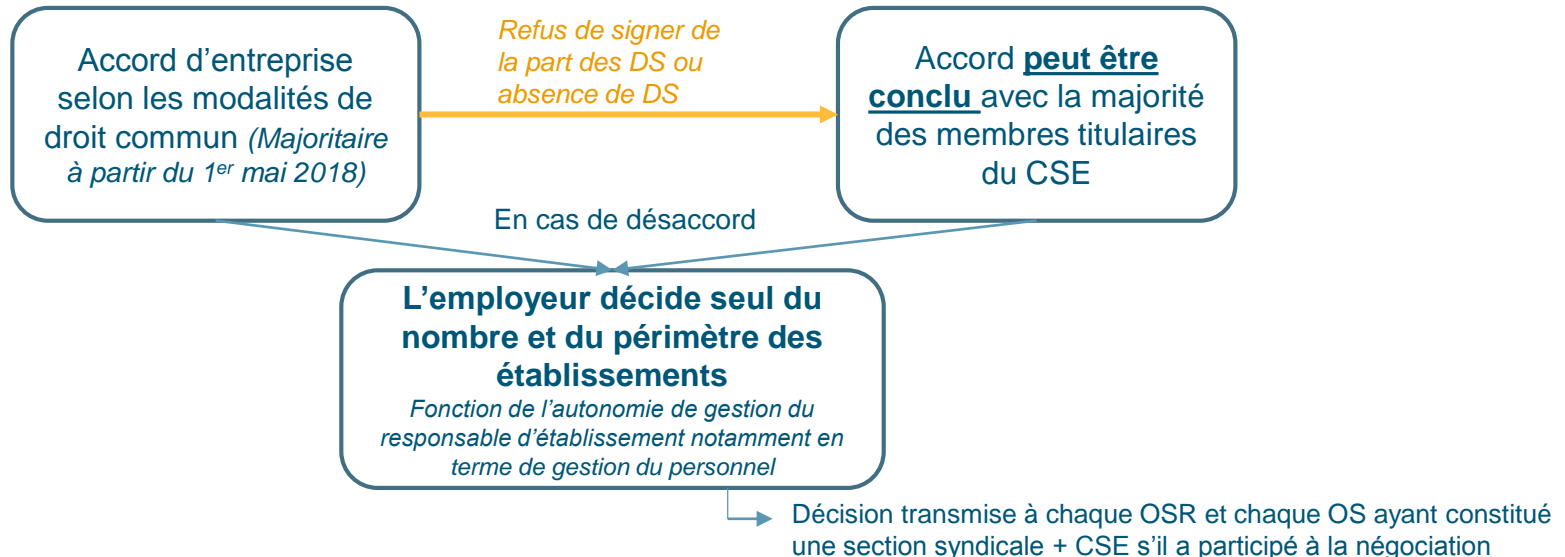 Accord d’entreprise
selon les modalités de
droit commun (Majoritaire
à partir du 1er mai 2018)
Refus de signer de
la part des DS ou
absence de DS
Accord peut être
conclu avec la majorité
des membres titulaires
du CSE
En cas de désaccord
L’employeur décide seul du
nombre et du périmètre des
établissements
Fonction de l’autonomie de gestion du
responsable d’établissement notamment en
terme de gestion du personnel
Décision transmise à chaque OSR et chaque OS ayant constitué
une section syndicale + CSE s’il a participé à la négociation